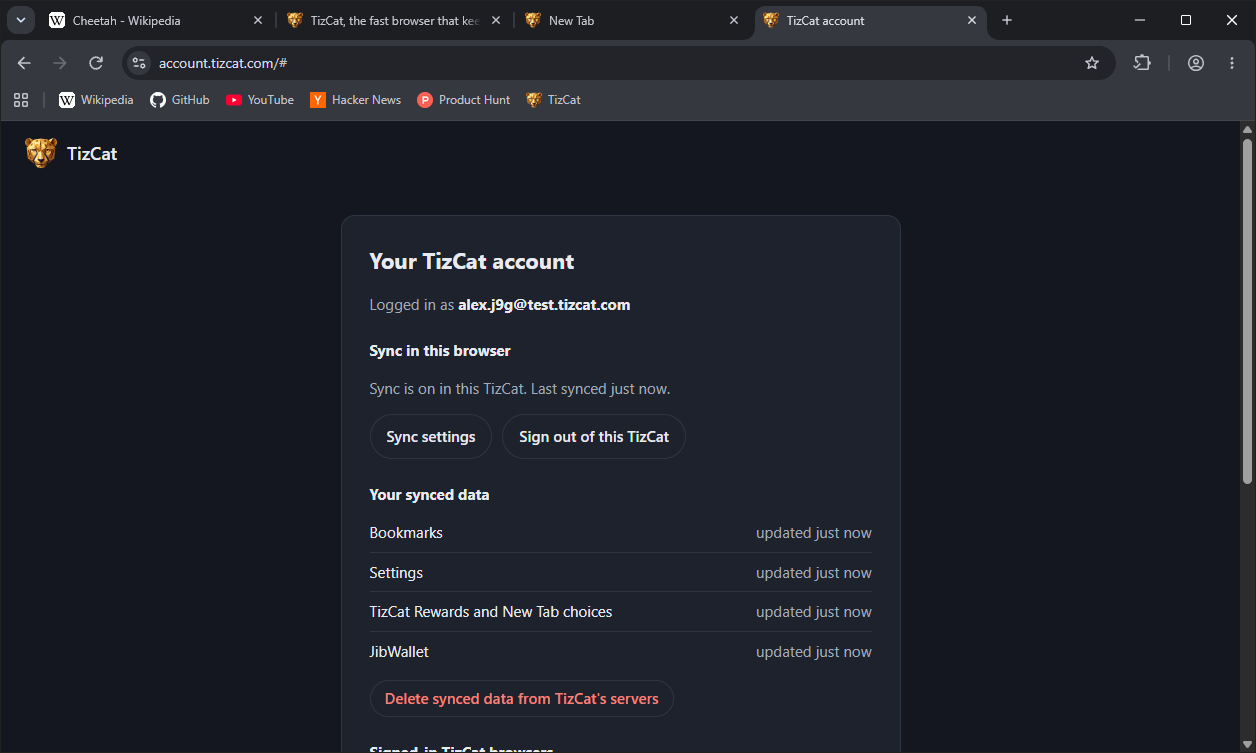 Cheetah - Wikipedia
TizCat, the fast browser that kee
New Tab
TizCat account
account.tizcat.com/#
Wikipedia
GitHub
YouTube
Hacker News
Product Hunt
TizCat
TizCat
Your TizCat account
Logged in as alex.j9g@test.tizcat.com
Sync in this browser
Sync is on in this TizCat. Last synced just now.
Sync settings
Sign out of this TizCat
Your synced data
Bookmarks updated just now
Settings updated just now
TizCat Rewards and New Tab choices updated just now
JibWallet updated just now
Delete synced data from TizCat's servers
Signed-in TizCat browsers